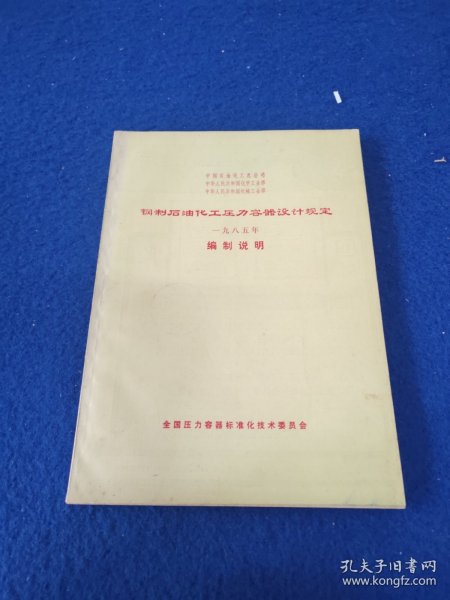 中国石油化工总公司
中华人民共和国化学工业部
中华人民共和国机械工业部
钢制石油化工压力容器设计规定
一九八五年
编制说明
全国压力容器标准化技术委员会
孔夫子旧书网
www.kongfz.com